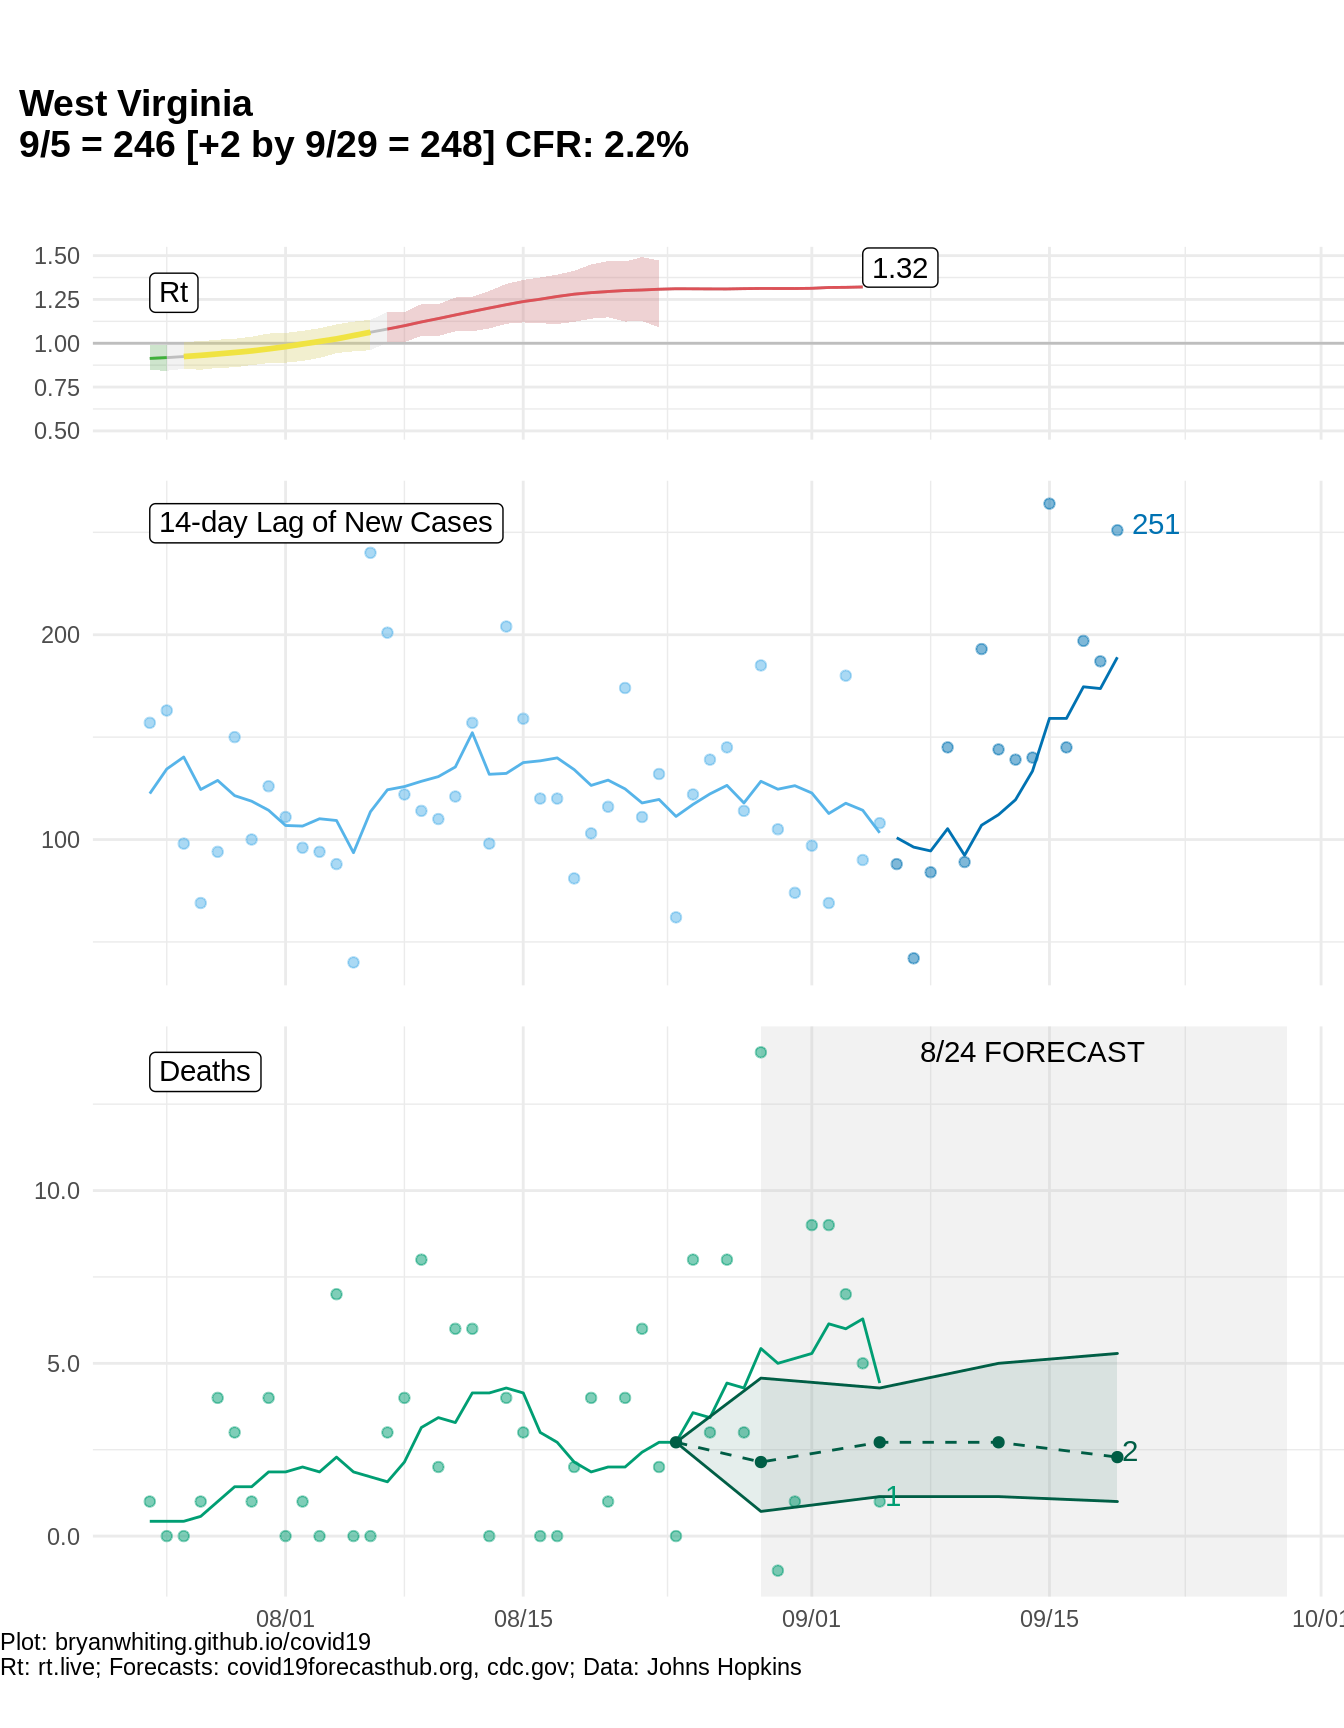 West Virginia
9/5 = 246 [+2 by 9/29 = 248] CFR: 2.2%
1.50
1.25
1.00
0.75
0.50
Rt
1.32
14-day Lag of New Cases
251
200
100
Deaths
8/24 FORECAST
10.0
5.0
0.0
2
1
08/01
08/15
09/01
09/15
10/01
Plot: bryanwhiting.github.io/covid19
Rt: rt.live; Forecasts: covid19forecasthub.org, cdc.gov; Data: Johns Hopkins